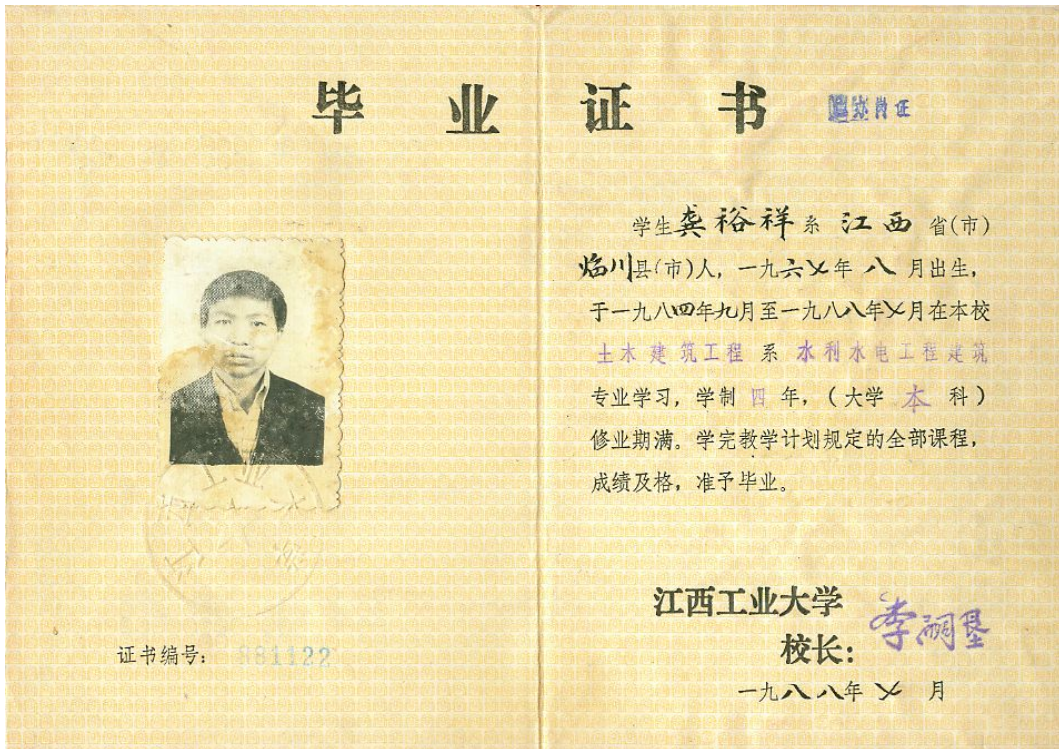 毕业证书
学生龚裕祥系江西省(市)
临川县(市)人，一九六七年八月出生，
于一九八四年九月至一九八八年七月在本校
土木建筑工程系水利水电工程建筑
专业学习，学制四年，(大学本科)
修业期满。学完教学计划规定的全部课程，
成绩及格，准予毕业。
江西工业大学
校长：李嗣垦
一九八八年七月
证书编号：881122